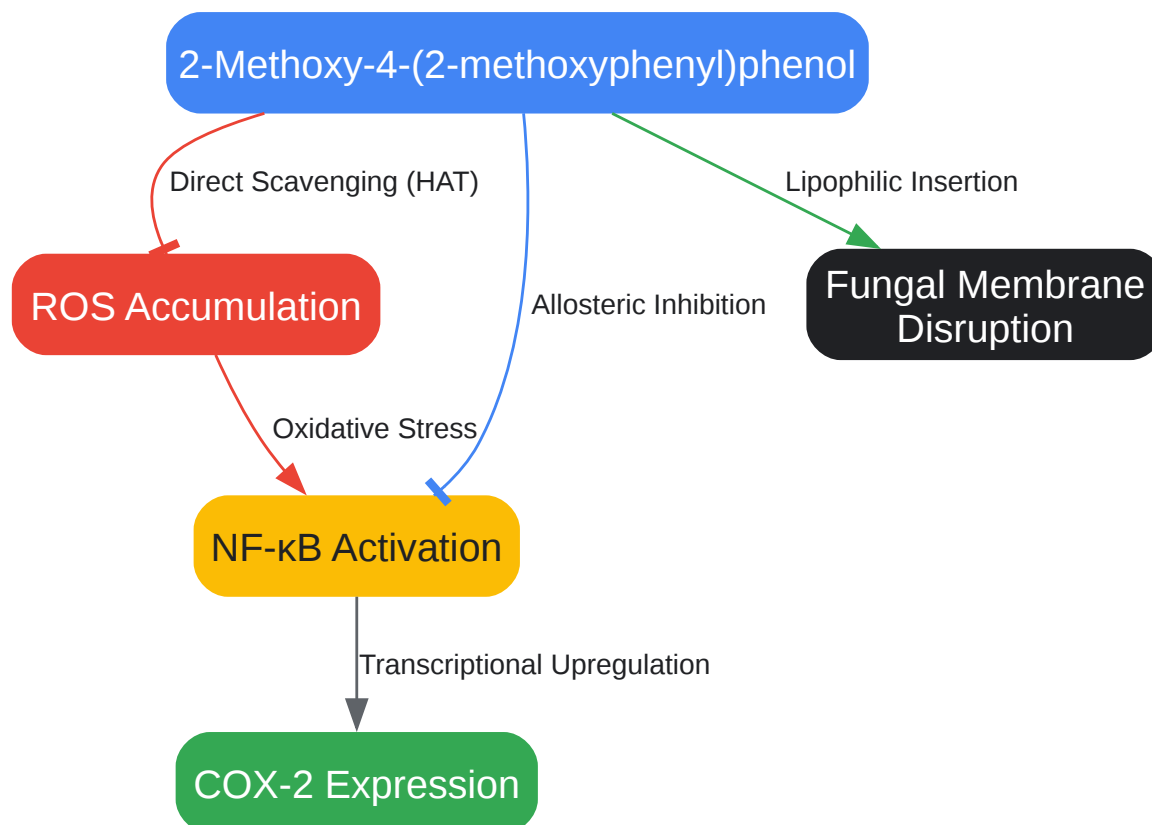 2-Methoxy-4-(2-methoxyphenyl)phenol
Direct Scavenging (HAT)
Lipophilic Insertion
ROS Accumulation
Allosteric Inhibition
Fungal Membrane
Disruption
Oxidative Stress
NF-κB Activation
Transcriptional Upregulation
COX-2 Expression